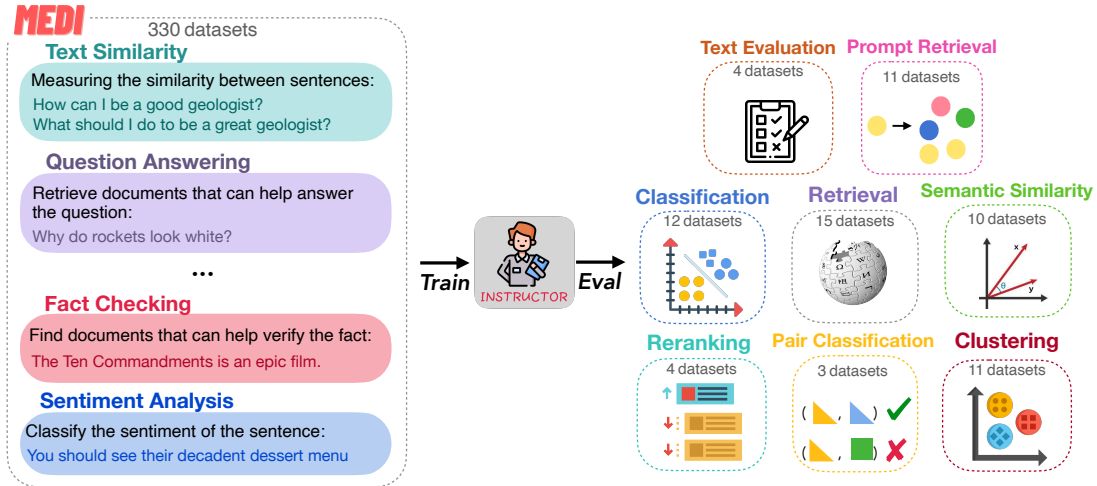 MEDI
330 datasets
Text Similarity
Measuring the similarity between sentences:
How can I be a good geologist?
What should I do to be a great geologist?
Question Answering
Retrieve documents that can help answer
the question:
Why do rockets look white?
...
Fact Checking
Find documents that can help verify the fact:
The Ten Commandments is an epic film.
Sentiment Analysis
Classify the sentiment of the sentence:
You should see their decadent dessert menu
Train
INSTRUCTOR
Eval
Text Evaluation
4 datasets
Prompt Retrieval
11 datasets
Classification
12 datasets
Retrieval
15 datasets
Semantic Similarity
10 datasets
x
θ
y
Reranking
4 datasets
Pair Classification
3 datasets
( , )
( , )
Clustering
11 datasets